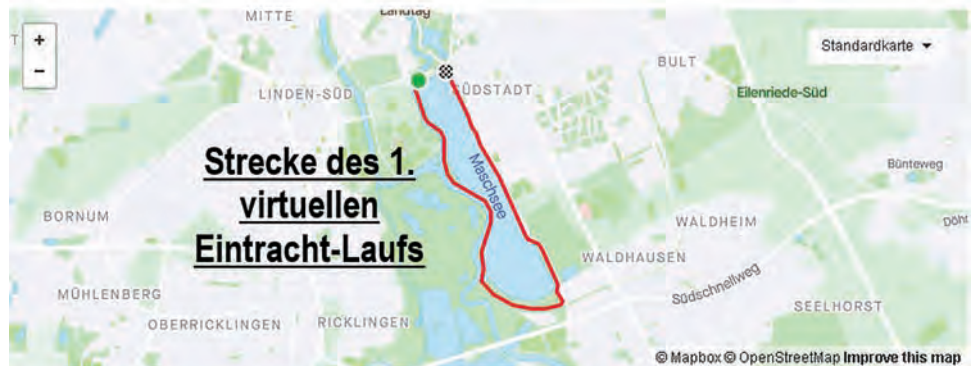 MITTE
Landtag
T
+
−
Standardkarte
BULT
LINDEN-SÜD
SÜDSTADT
Eilenriede-Süd
Strecke des 1.
virtuellen
Eintracht-Laufs
Maschsee
Bünteweg
BORNUM
WALDHEIM
Döhr
WALDHAUSEN
Südschnellweg
MÜHLENBERG
SEELHORST
OBERRICKLINGEN
RICKLINGEN
© Mapbox © OpenStreetMap Improve this map